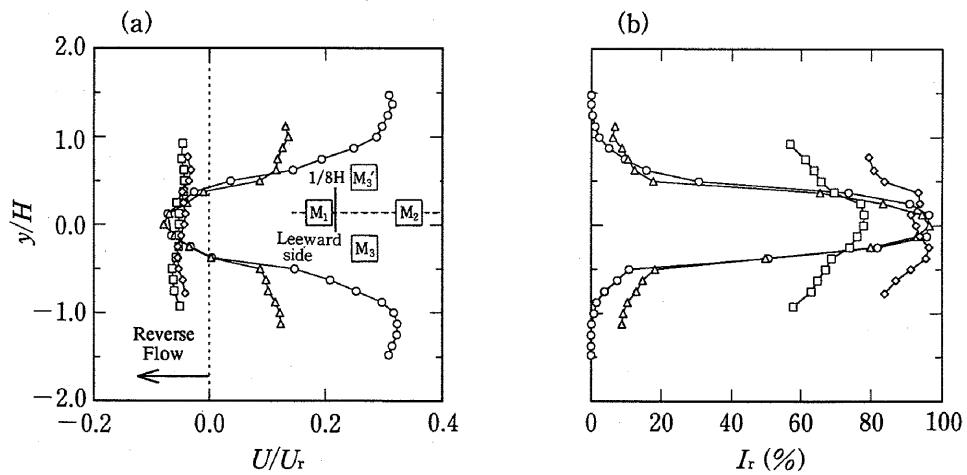 (a)
(b)
y/H
2.0
1.0
0.0
−1.0
−2.0
1/8H
M₃′
M₁
M₂
Leeward
side
M₃
Reverse
Flow
−0.2
0.0
0.2
0.4
U/Uᵣ
0
20
40
60
80
100
Iᵣ (%)